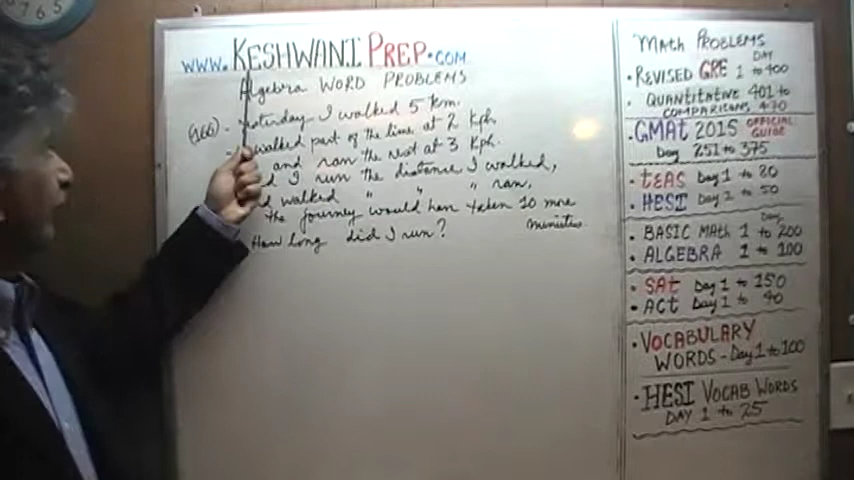 7 6 5
www.KESHWANI PREP.COM
Algebra WORD PROBLEMS
(166) - Yesterday I walked 5 km.
walked part of the time at 2 kph
and ran the rest at 3 kph.
I run the distance I walked,
walked " " " ran,
the journey would have taken 10 more
minutes
How long did I run?
MATH PROBLEMS
DAY
• REVISED GRE 1 to 400
• QUANTITATIVE 401 to
COMPARISONS 470
• GMAT 2015 OFFICIAL
GUIDE
Day 251 to 375
• TEAS Day 1 to 20
• HESI Day 2 to 50
Day
• BASIC MATH 1 to 200
• ALGEBRA 1 to 100
• SAT Day 1 to 150
• ACT Day 1 to 40
• VOCABULARY
WORDS - Day 1 to 100
• HESI VOCAB WORDS
DAY 1 to 25